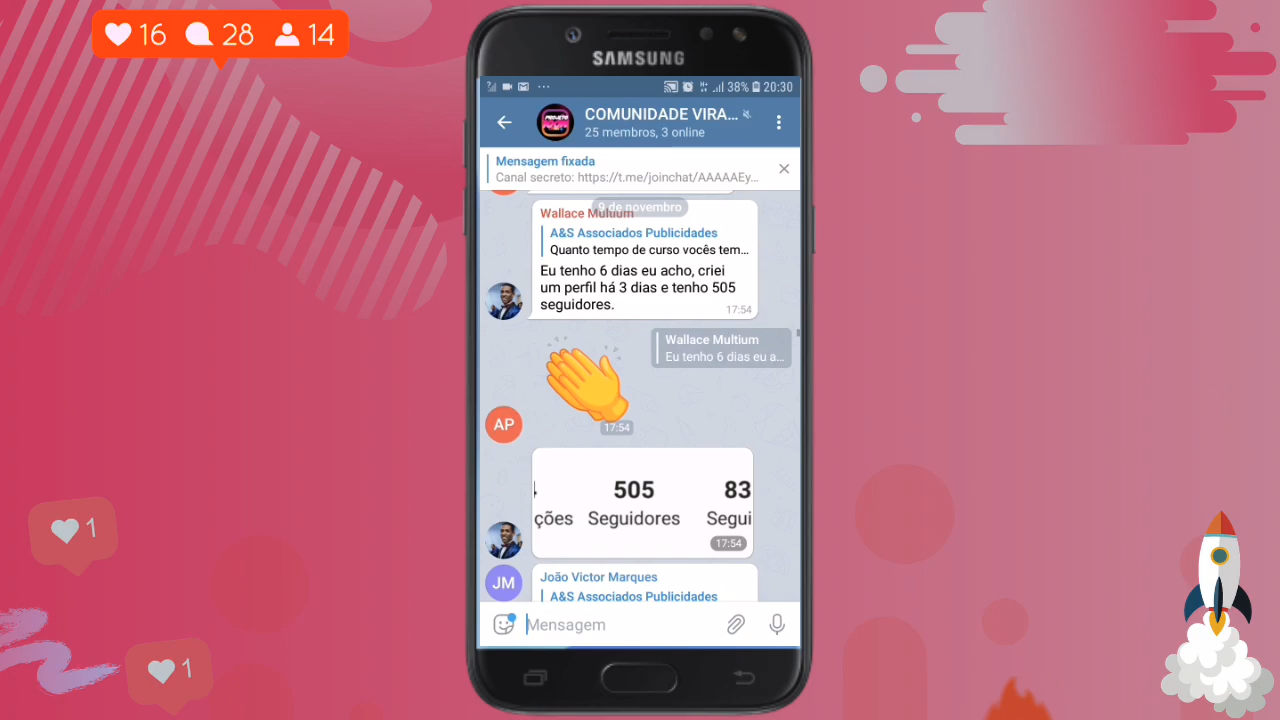 16 28 14
SAMSUNG
38% 20:30
COMUNIDADE VIRA...
25 membros, 3 online
Mensagem fixada
Canal secreto: https://t.me/joinchat/AAAAAEy...
9 de novembro
Wallace Multium
A&S Associados Publicidades
Quanto tempo de curso vocês tem...
Eu tenho 6 dias eu acho, criei
um perfil há 3 dias e tenho 505
seguidores.
17:54
Wallace Multium
Eu tenho 6 dias eu a...
AP
17:54
505 83
ções Seguidores Segui
17:54
JM
João Victor Marques
A&S Associados Publicidades
Mensagem
1
1